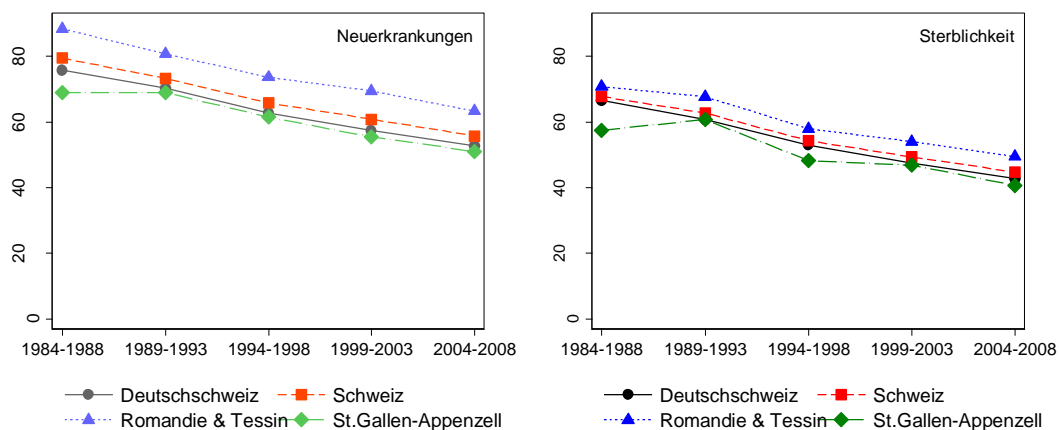 Neuerkrankungen
80
60
40
20
0
1984-1988 1989-1993 1994-1998 1999-2003 2004-2008
Deutschschweiz Schweiz
Romandie & Tessin St.Gallen-Appenzell
Sterblichkeit
80
60
40
20
0
1984-1988 1989-1993 1994-1998 1999-2003 2004-2008
Deutschschweiz Schweiz
Romandie & Tessin St.Gallen-Appenzell